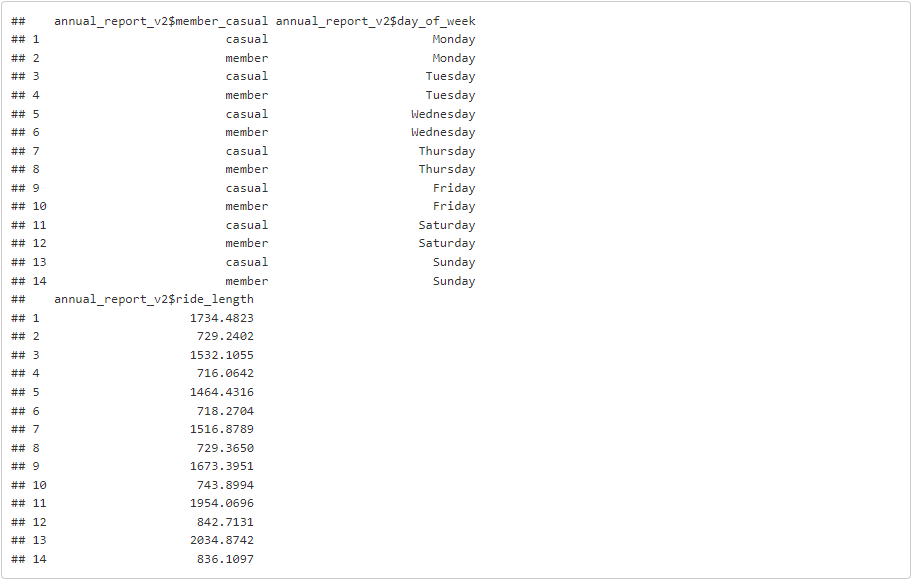 ##    annual_report_v2$member_casual annual_report_v2$day_of_week
## 1                          casual                       Monday
## 2                          member                       Monday
## 3                          casual                      Tuesday
## 4                          member                      Tuesday
## 5                          casual                    Wednesday
## 6                          member                    Wednesday
## 7                          casual                     Thursday
## 8                          member                     Thursday
## 9                          casual                       Friday
## 10                         member                       Friday
## 11                         casual                     Saturday
## 12                         member                     Saturday
## 13                         casual                       Sunday
## 14                         member                       Sunday
##    annual_report_v2$ride_length
## 1                     1734.4823
## 2                      729.2402
## 3                     1532.1055
## 4                      716.0642
## 5                     1464.4316
## 6                      718.2704
## 7                     1516.8789
## 8                      729.3650
## 9                     1673.3951
## 10                     743.8994
## 11                    1954.0696
## 12                     842.7131
## 13                    2034.8742
## 14                     836.1097